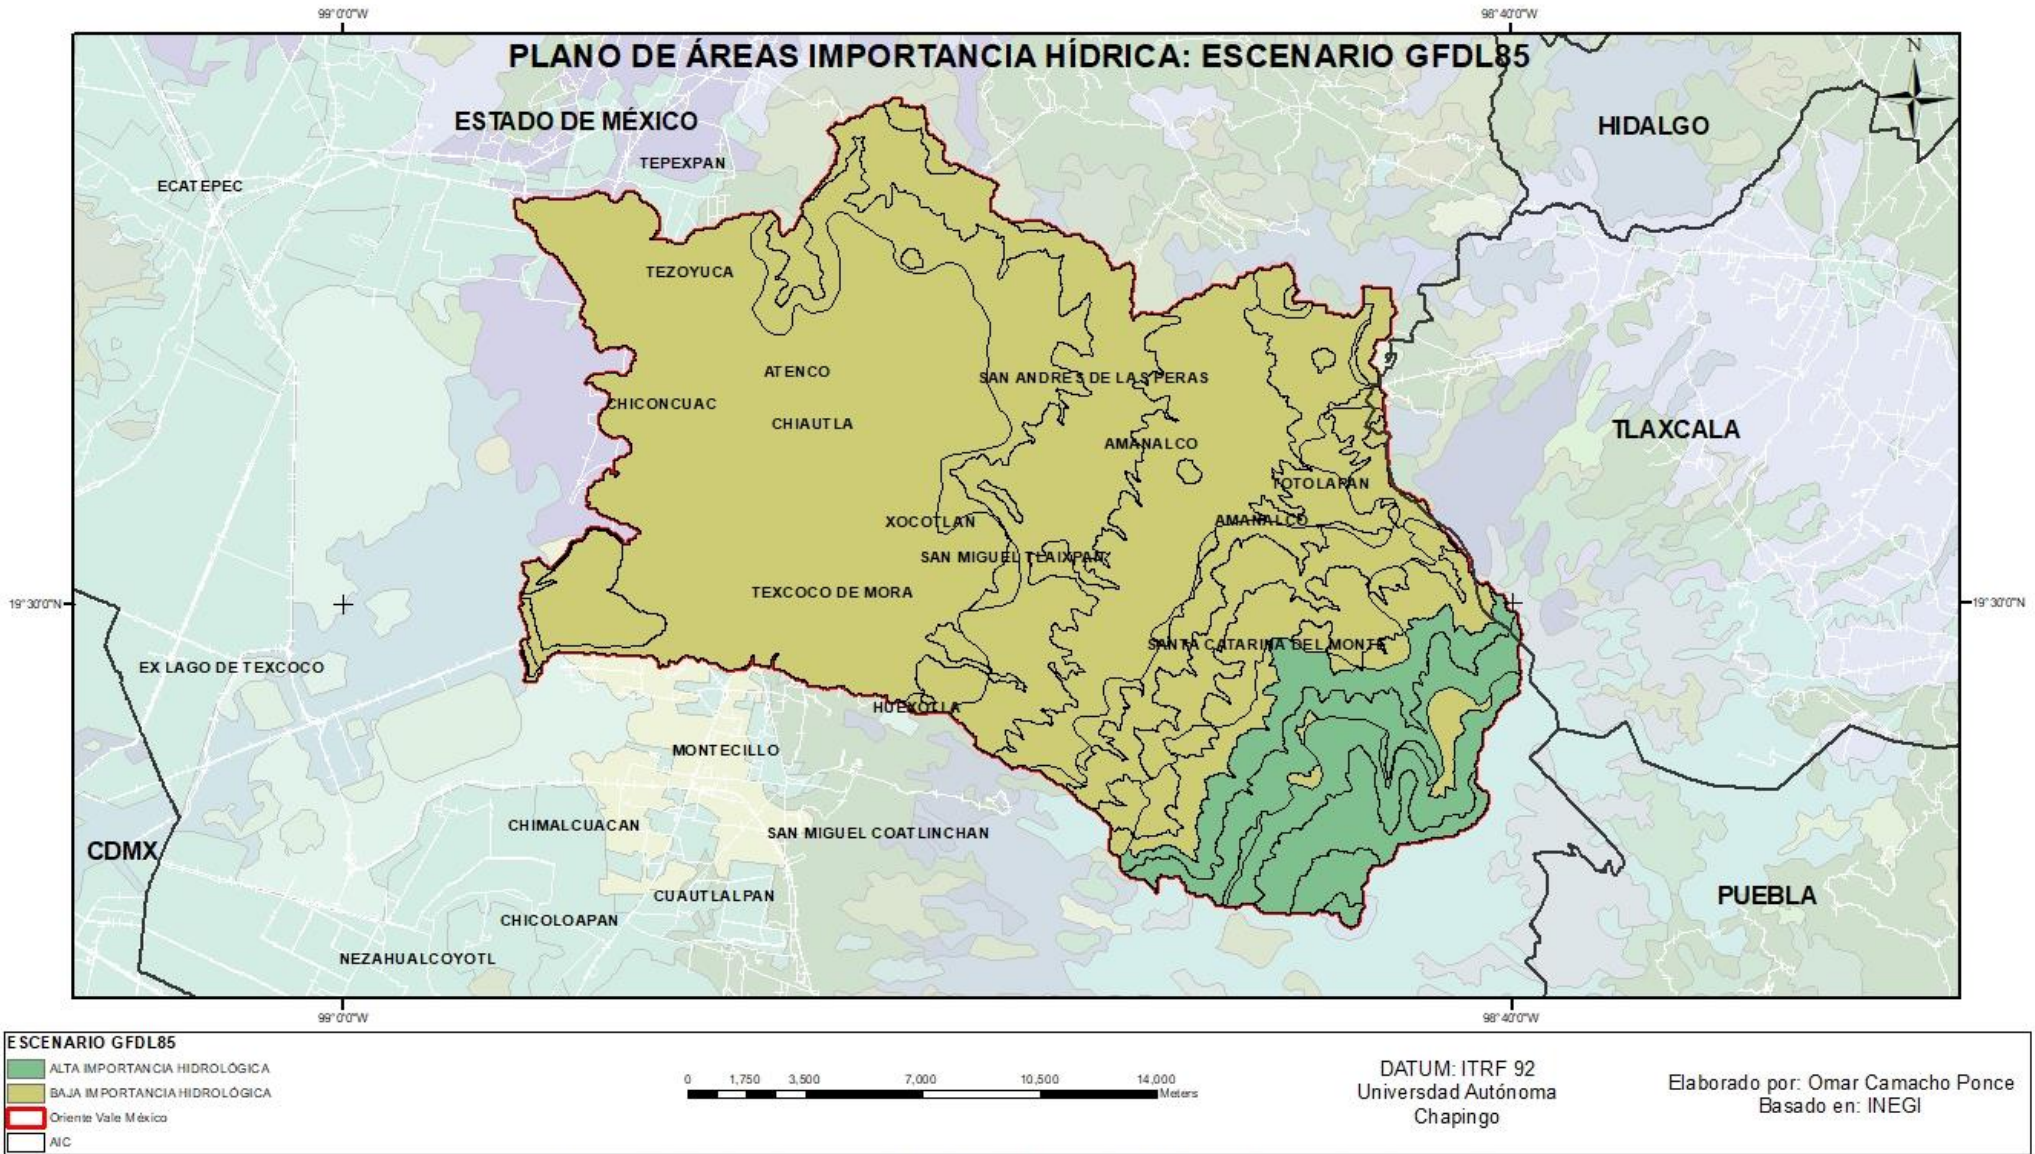 99°0'0"W
98°40'0"W
PLANO DE ÁREAS IMPORTANCIA HÍDRICA: ESCENARIO GFDL85
N
ESTADO DE MÉXICO
HIDALGO
TEPEXPAN
ECATEPEC
TEZOYUCA
ATENCO
SAN ANDRES DE LAS PERAS
CHICONCUAC
CHIAUTLA
TLAXCALA
AMANALCO
TOTOLAPAN
XOCOTLAN
AMANALCO
SAN MIGUEL TLAIXPAN
TEXCOCO DE MORA
19°30'0"N
19°30'0"N
SANTA CATARINA DEL MONTE
EX LAGO DE TEXCOCO
HUEXOTLA
MONTECILLO
CHIMALCUACAN
SAN MIGUEL COATLINCHAN
CDMX
CUAUTLALPAN
PUEBLA
CHICOLOAPAN
NEZAHUALCOYOTL
99°0'0"W
98°40'0"W
ESCENARIO GFDL85
ALTA IMPORTANCIA HIDROLÓGICA
BAJA IMPORTANCIA HIDROLÓGICA
Oriente Vale México
AIC
0 1,750 3,500 7,000 10,500 14,000
Meters
DATUM: ITRF 92
Universdad Autónoma
Chapingo
Elaborado por: Omar Camacho Ponce
Basado en: INEGI